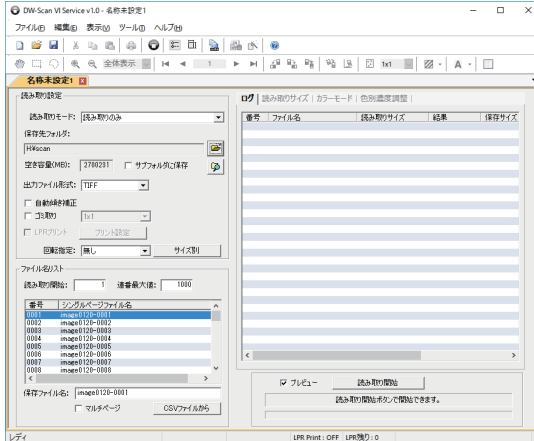 DW-Scan VI Service v1.0 - 名称未設定1
ファイル(F) 編集(E) 表示(V) ツール(T) ヘルプ(H)
全体表示 1 1x1 A
名称未設定1
読み取り設定
読み取りモード: 読み取りのみ
保存先フォルダ:
H:¥scan
空き容量(MB): 2700231 サブフォルダに保存
出力ファイル形式: TIFF
自動傾き補正
ゴミ取り 1x1
LPRプリント プリント設定
回転指定: 無し サイズ別
ファイル名リスト
読み取り開始: 1 連番最大値: 1000
番号 シングルページファイル名
0001 image0120-0001
0002 image0120-0002
0003 image0120-0003
0004 image0120-0004
0005 image0120-0005
0006 image0120-0006
0007 image0120-0007
0008 image0120-0008
保存ファイル名: image0120-0001
マルチページ CSVファイルから
ログ 読み取りサイズ カラーモード 色別濃度調整
番号 ファイル名 読み取りサイズ 結果 保存サイズ
プレビュー 読み取り開始
読み取り開始ボタンで開始できます。
レディ LPR Print : OFF LPR残り : 0